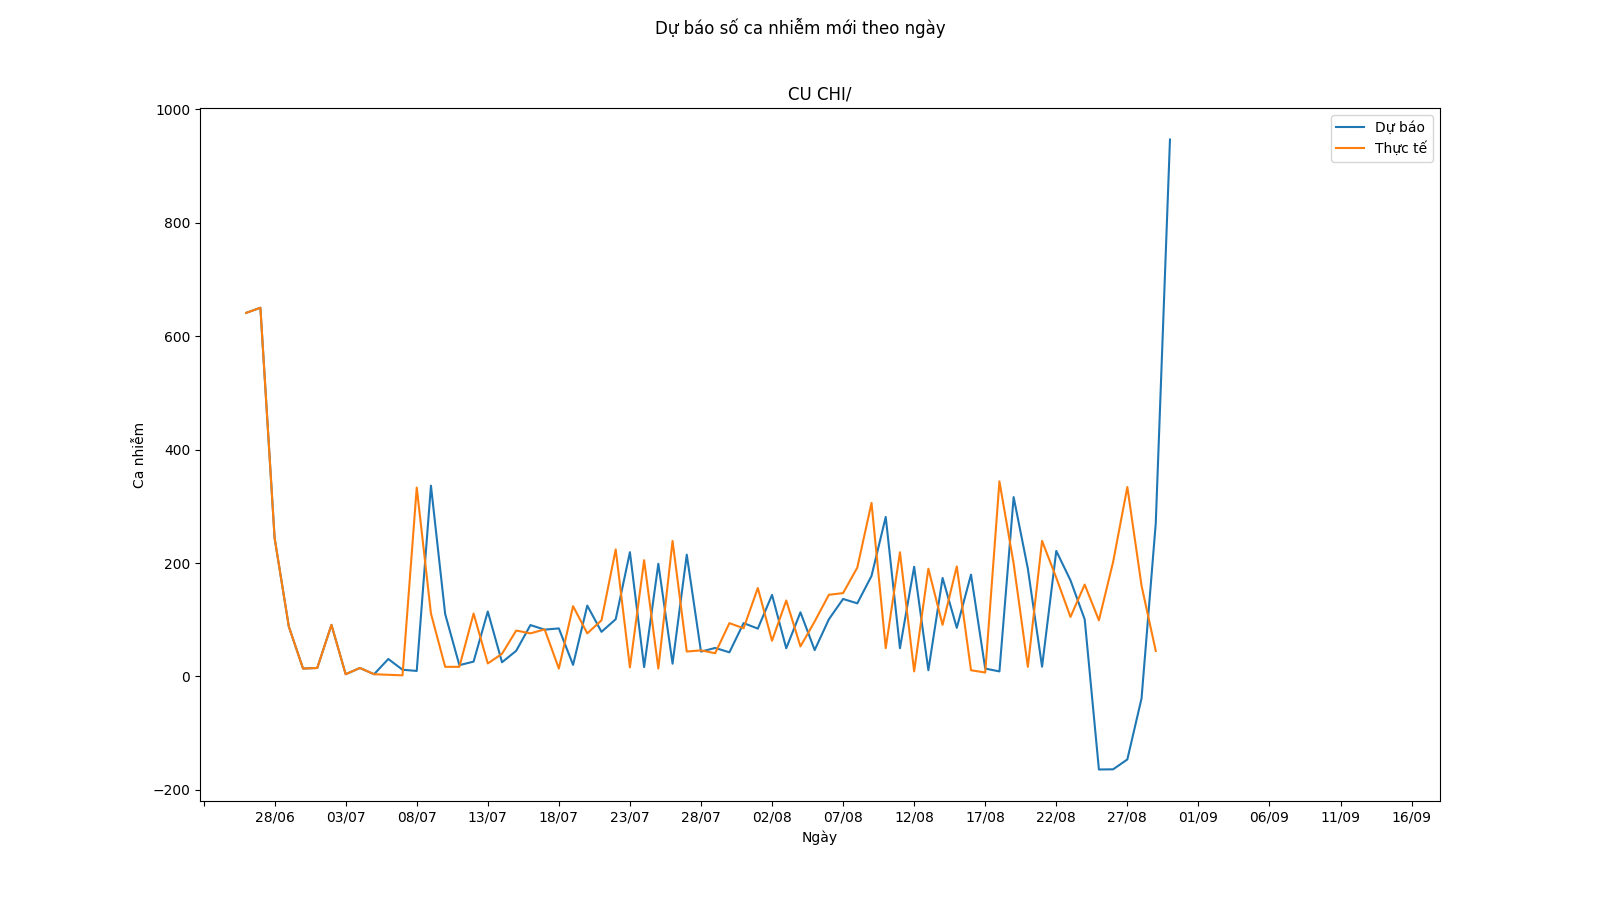 Dự báo số ca nhiễm mới theo ngày
CU CHI/
1000
800
600
400
200
0
−200
Ca nhiễm
Dự báo
Thực tế
28/06 03/07 08/07 13/07 18/07 23/07 28/07 02/08 07/08 12/08 17/08 22/08 27/08 01/09 06/09 11/09 16/09
Ngày